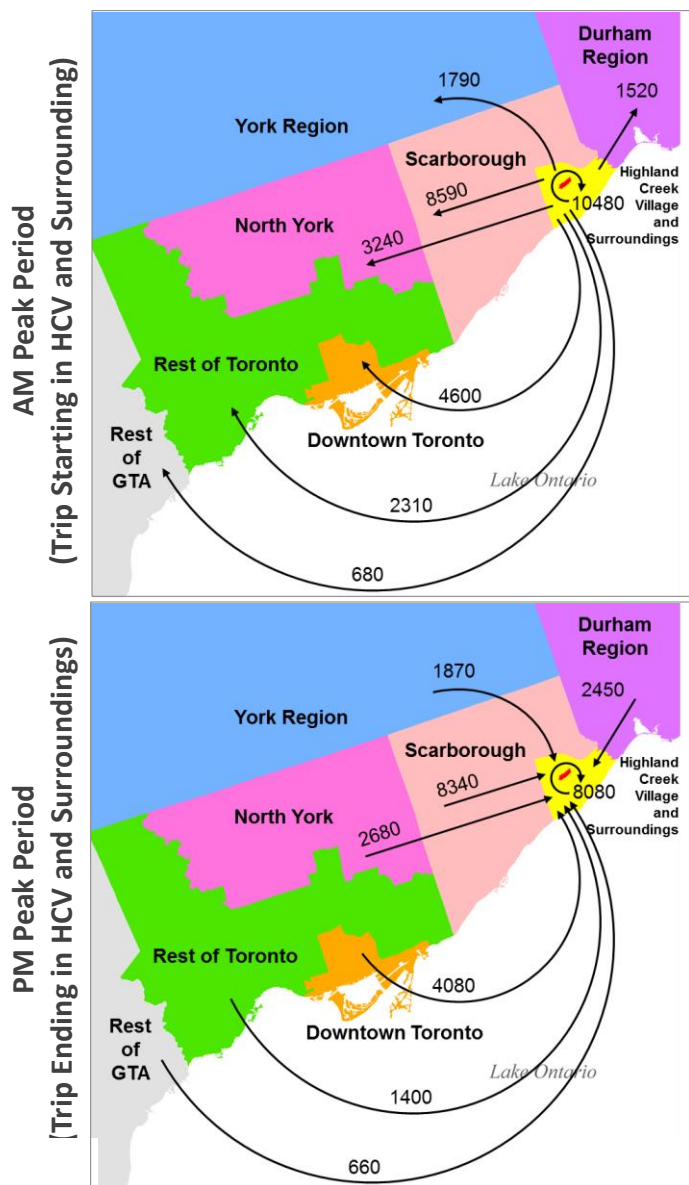 AM Peak Period
(Trip Starting in HCV and Surrounding)
Durham
Region
1790
1520
York Region
Scarborough
Highland
Creek
Village
and
Surroundings
8590
10480
North York
3240
Rest of Toronto
4600
Rest
of
GTA
Downtown Toronto
Lake Ontario
2310
680
PM Peak Period
(Trip Ending in HCV and Surroundings)
Durham
Region
1870
2450
York Region
Scarborough
Highland
Creek
Village
and
Surroundings
8340
8080
North York
2680
Rest of Toronto
4080
Rest
of
GTA
Downtown Toronto
Lake Ontario
1400
660